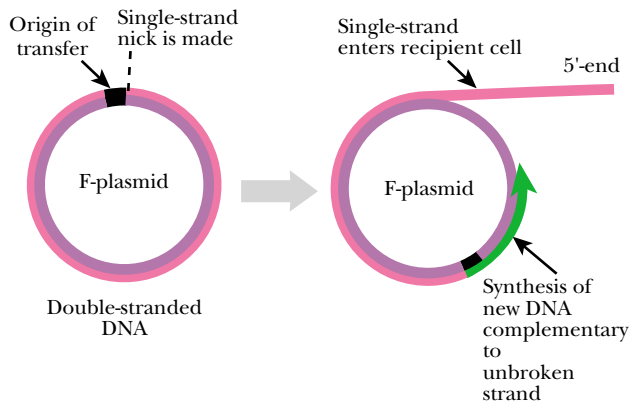 Origin of
transfer
Single-strand
nick is made
F-plasmid
Double-stranded
DNA
Single-strand
enters recipient cell
5'-end
F-plasmid
Synthesis of
new DNA
complementary
to
unbroken
strand